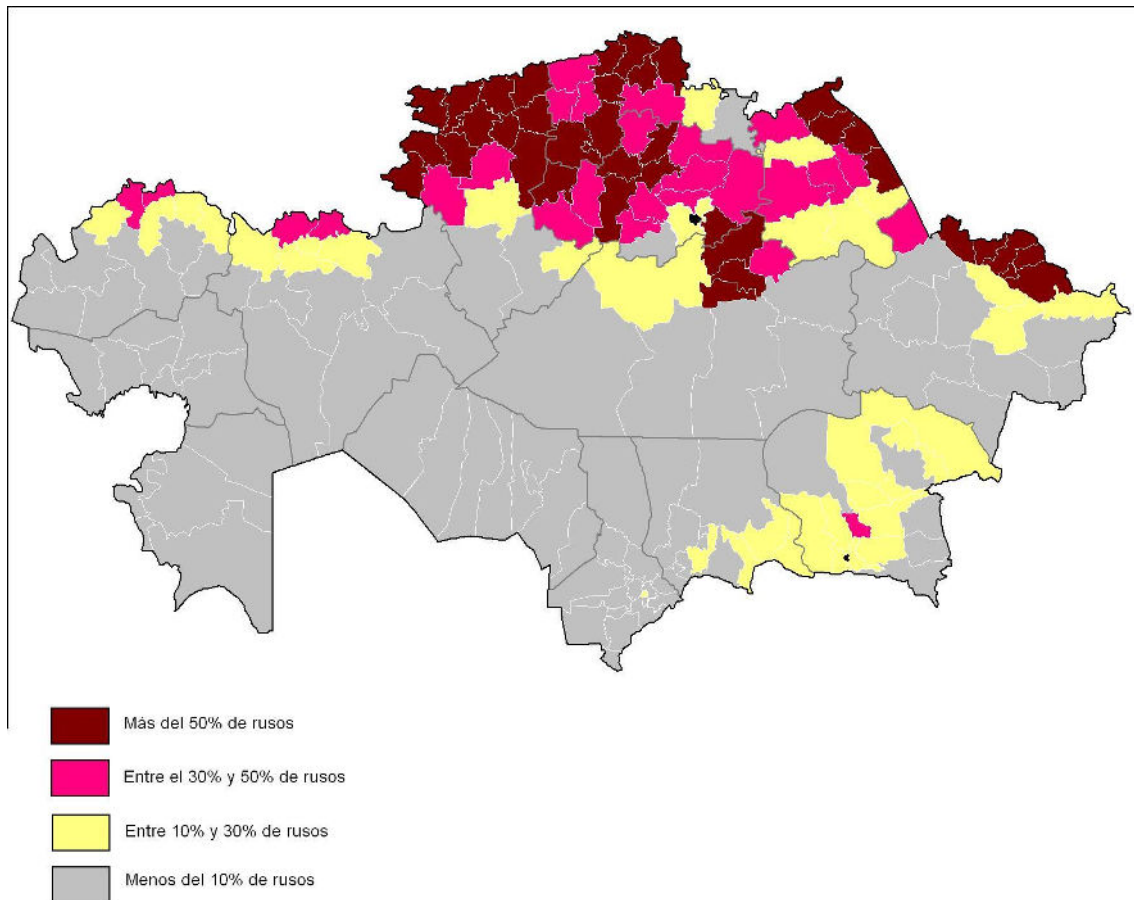 Más del 50% de rusos
Entre el 30% y 50% de rusos
Entre 10% y 30% de rusos
Menos del 10% de rusos